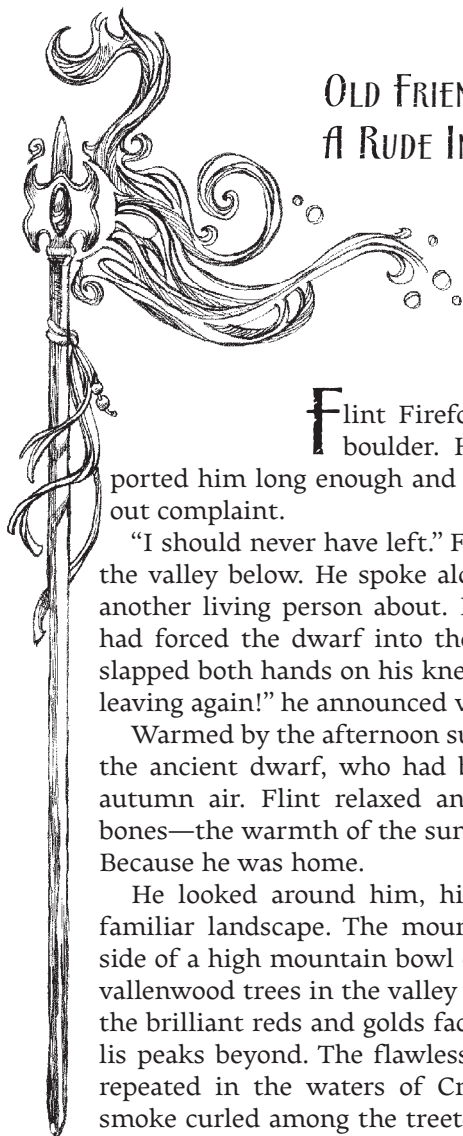 OLD FRIEN
A RUDE IN
Flint Firefo
boulder. H
ported him long enough and
out complaint.
“I should never have left.” F
the valley below. He spoke alo
another living person about. I
had forced the dwarf into the
slapped both hands on his kne
leaving again!” he announced v
Warmed by the afternoon su
the ancient dwarf, who had b
autumn air. Flint relaxed an
bones—the warmth of the sun
Because he was home.
He looked around him, hi
familiar landscape. The moun
side of a high mountain bowl
vallenwood trees in the valley
the brilliant reds and golds fad
lis peaks beyond. The flawless
repeated in the waters of Cr
smoke curled among the treet